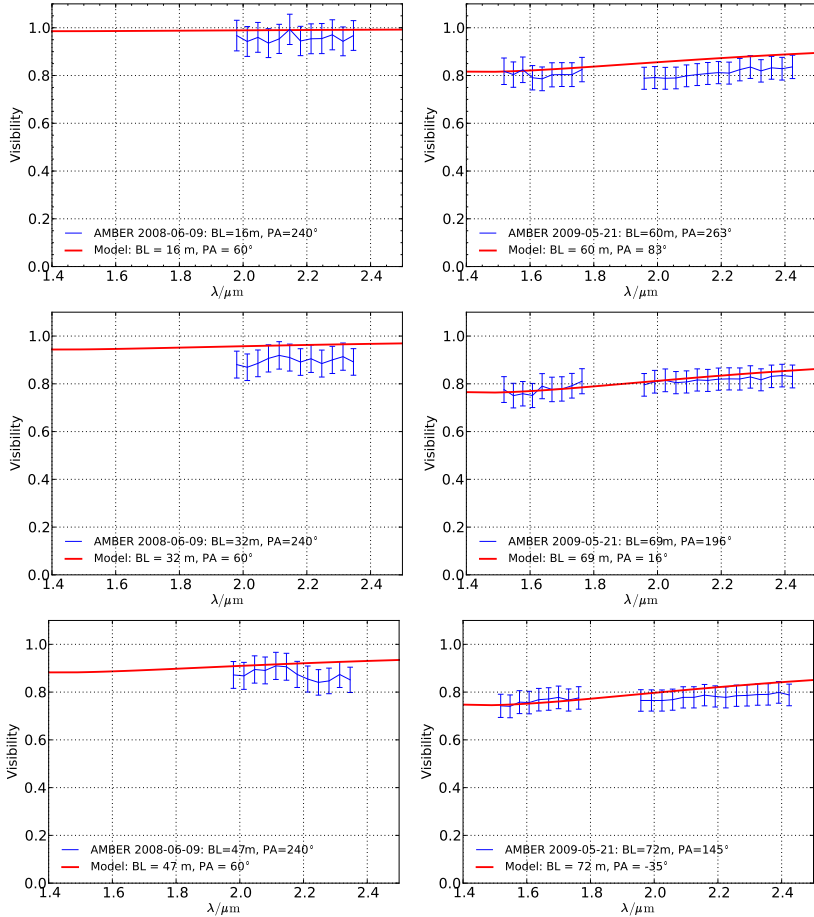 1.0
0.8
0.6
0.4
0.2
0.0
Visibility
AMBER 2008-06-09: BL=16m, PA=240°
Model: BL = 16 m, PA = 60°
1.4 1.6 1.8 2.0 2.2 2.4
λ/μm
1.0
0.8
0.6
0.4
0.2
0.0
Visibility
AMBER 2009-05-21: BL=60m, PA=263°
Model: BL = 60 m, PA = 83°
1.4 1.6 1.8 2.0 2.2 2.4
λ/μm
1.0
0.8
0.6
0.4
0.2
0.0
Visibility
AMBER 2008-06-09: BL=32m, PA=240°
Model: BL = 32 m, PA = 60°
1.4 1.6 1.8 2.0 2.2 2.4
λ/μm
1.0
0.8
0.6
0.4
0.2
0.0
Visibility
AMBER 2009-05-21: BL=69m, PA=196°
Model: BL = 69 m, PA = 16°
1.4 1.6 1.8 2.0 2.2 2.4
λ/μm
1.0
0.8
0.6
0.4
0.2
0.0
Visibility
AMBER 2008-06-09: BL=47m, PA=240°
Model: BL = 47 m, PA = 60°
1.4 1.6 1.8 2.0 2.2 2.4
λ/μm
1.0
0.8
0.6
0.4
0.2
0.0
Visibility
AMBER 2009-05-21: BL=72m, PA=145°
Model: BL = 72 m, PA = -35°
1.4 1.6 1.8 2.0 2.2 2.4
λ/μm